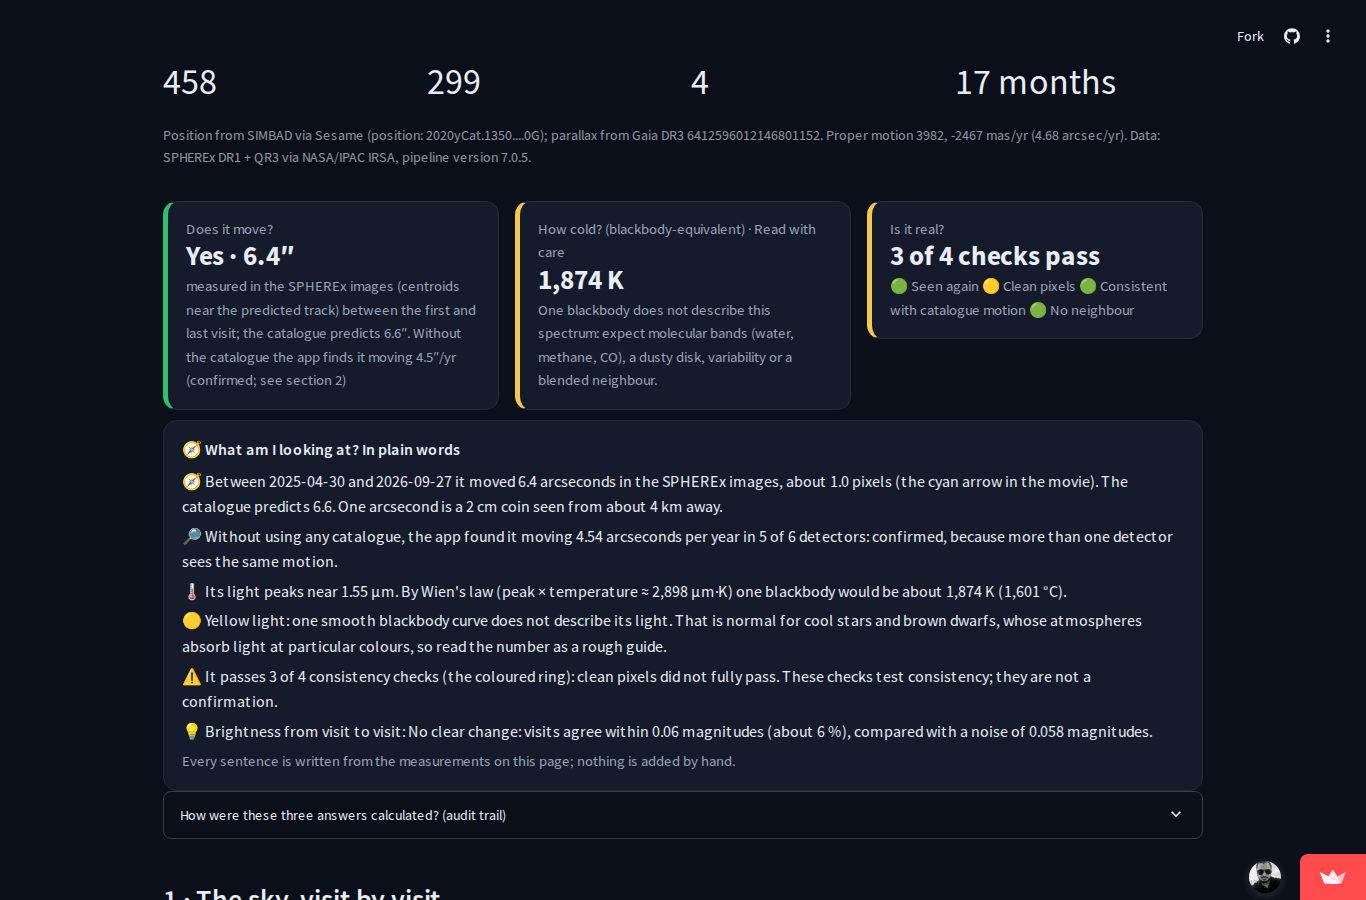 Fork
458 299 4 17 months
Position from SIMBAD via Sesame (position: 2020yCat.1350....0G); parallax from Gaia DR3 6412596012146801152. Proper motion 3982, -2467 mas/yr (4.68 arcsec/yr). Data:
SPHEREx DR1 + QR3 via NASA/IPAC IRSA, pipeline version 7.0.5.
Does it move?
Yes · 6.4″
measured in the SPHEREx images (centroids
near the predicted track) between the first and
last visit; the catalogue predicts 6.6″. Without
the catalogue the app finds it moving 4.5″/yr
(confirmed; see section 2)
How cold? (blackbody-equivalent) · Read with
care
1,874 K
One blackbody does not describe this
spectrum: expect molecular bands (water,
methane, CO), a dusty disk, variability or a
blended neighbour.
Is it real?
3 of 4 checks pass
🟢 Seen again 🟡 Clean pixels 🟢 Consistent
with catalogue motion 🟢 No neighbour
🧭 What am I looking at? In plain words
🧭 Between 2025-04-30 and 2026-09-27 it moved 6.4 arcseconds in the SPHEREx images, about 1.0 pixels (the cyan arrow in the movie). The
catalogue predicts 6.6. One arcsecond is a 2 cm coin seen from about 4 km away.
🔎 Without using any catalogue, the app found it moving 4.54 arcseconds per year in 5 of 6 detectors: confirmed, because more than one detector
sees the same motion.
🌡️ Its light peaks near 1.55 µm. By Wien's law (peak × temperature ≈ 2,898 µm·K) one blackbody would be about 1,874 K (1,601 °C).
🟡 Yellow light: one smooth blackbody curve does not describe its light. That is normal for cool stars and brown dwarfs, whose atmospheres
absorb light at particular colours, so read the number as a rough guide.
⚠️ It passes 3 of 4 consistency checks (the coloured ring): clean pixels did not fully pass. These checks test consistency; they are not a
confirmation.
💡 Brightness from visit to visit: No clear change: visits agree within 0.06 magnitudes (about 6 %), compared with a noise of 0.058 magnitudes.
Every sentence is written from the measurements on this page; nothing is added by hand.
How were these three answers calculated? (audit trail)
1 · The sky, visit by visit